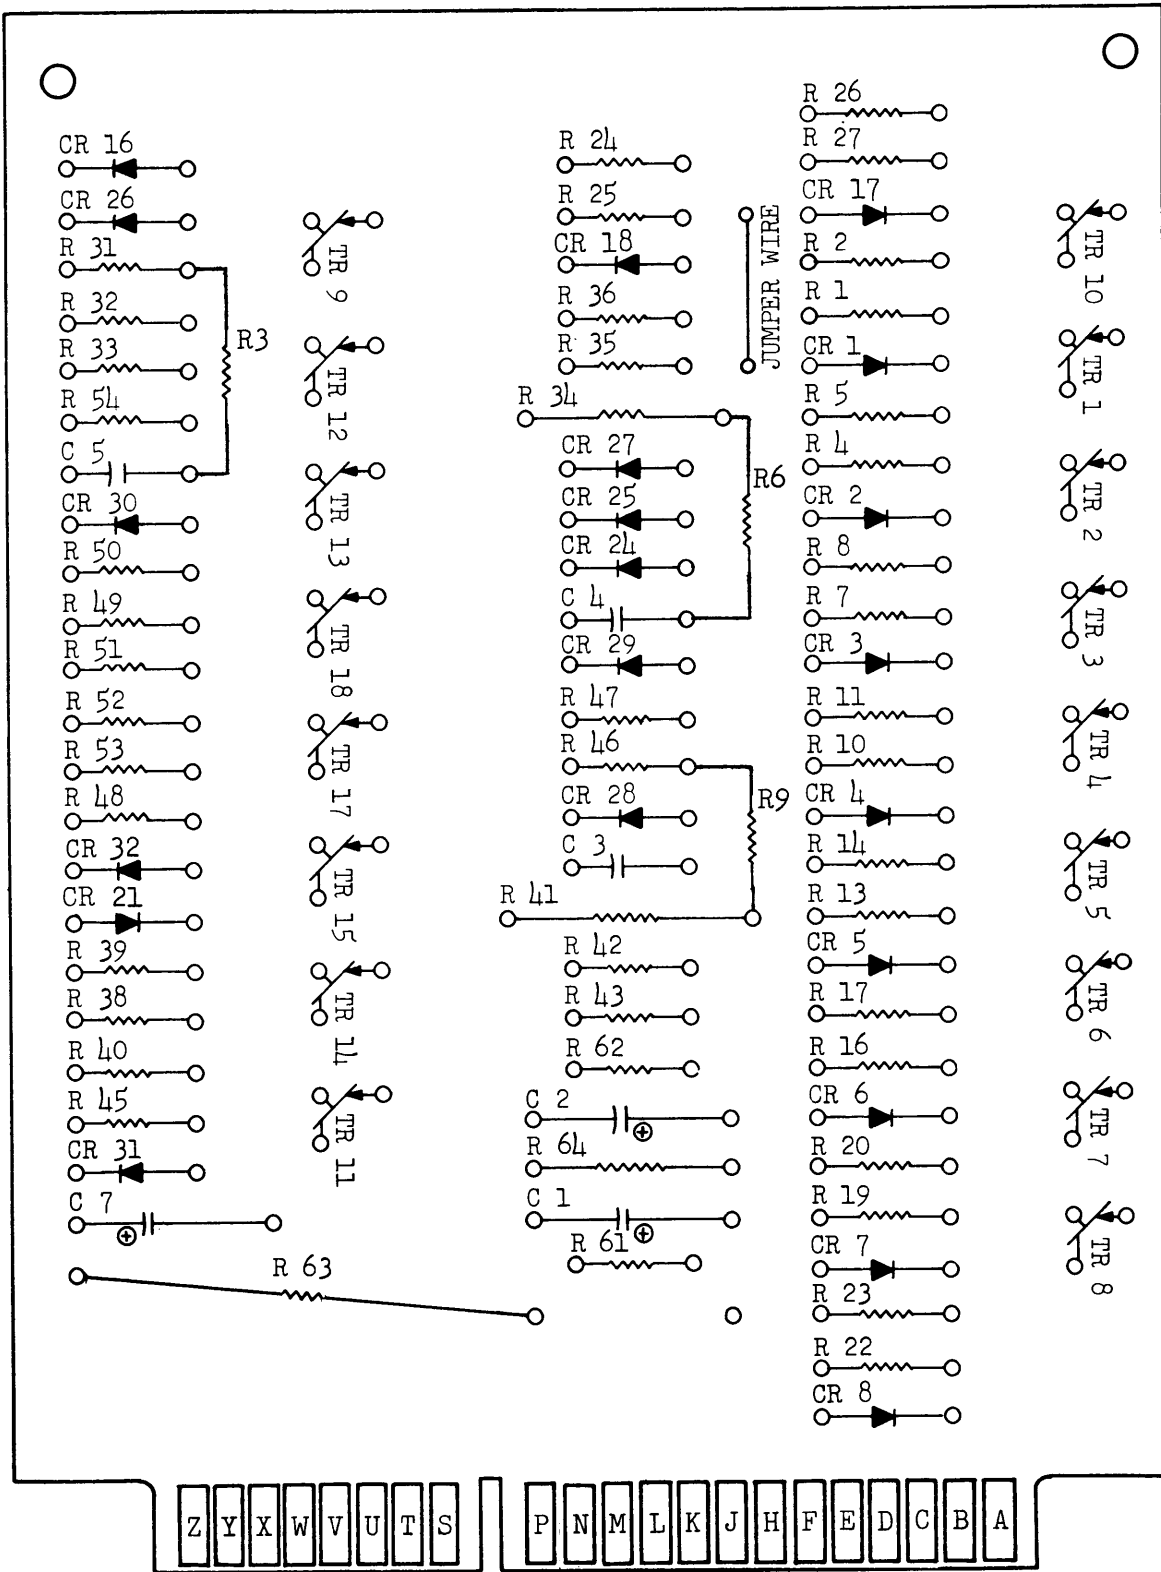 CR 16
CR 26
R 31
R3
R 32
R 33
R 54
C 5
CR 30
R 50
R 49
R 51
R 52
R 53
R 48
CR 32
CR 21
R 39
R 38
R 40
R 45
CR 31
C 7
R 63
TR 9
TR 12
TR 13
TR 18
TR 17
TR 15
TR 14
TR 11
R 24
R 25
CR 18
R 36
R 35
JUMPER WIRE
R 34
R6
CR 27
CR 25
CR 24
C 4
CR 29
R 47
R 46
R9
CR 28
C 3
R 41
R 42
R 43
R 62
C 2
R 64
C 1
R 61
R 26
R 27
CR 17
R 2
R 1
CR 1
R 5
R 4
CR 2
R 8
R 7
CR 3
R 11
R 10
CR 4
R 14
R 13
CR 5
R 17
R 16
CR 6
R 20
R 19
CR 7
R 23
R 22
CR 8
TR 10
TR 1
TR 2
TR 3
TR 4
TR 5
TR 6
TR 7
TR 8
Z Y X W V U T S P N M L K J H F E D C B A